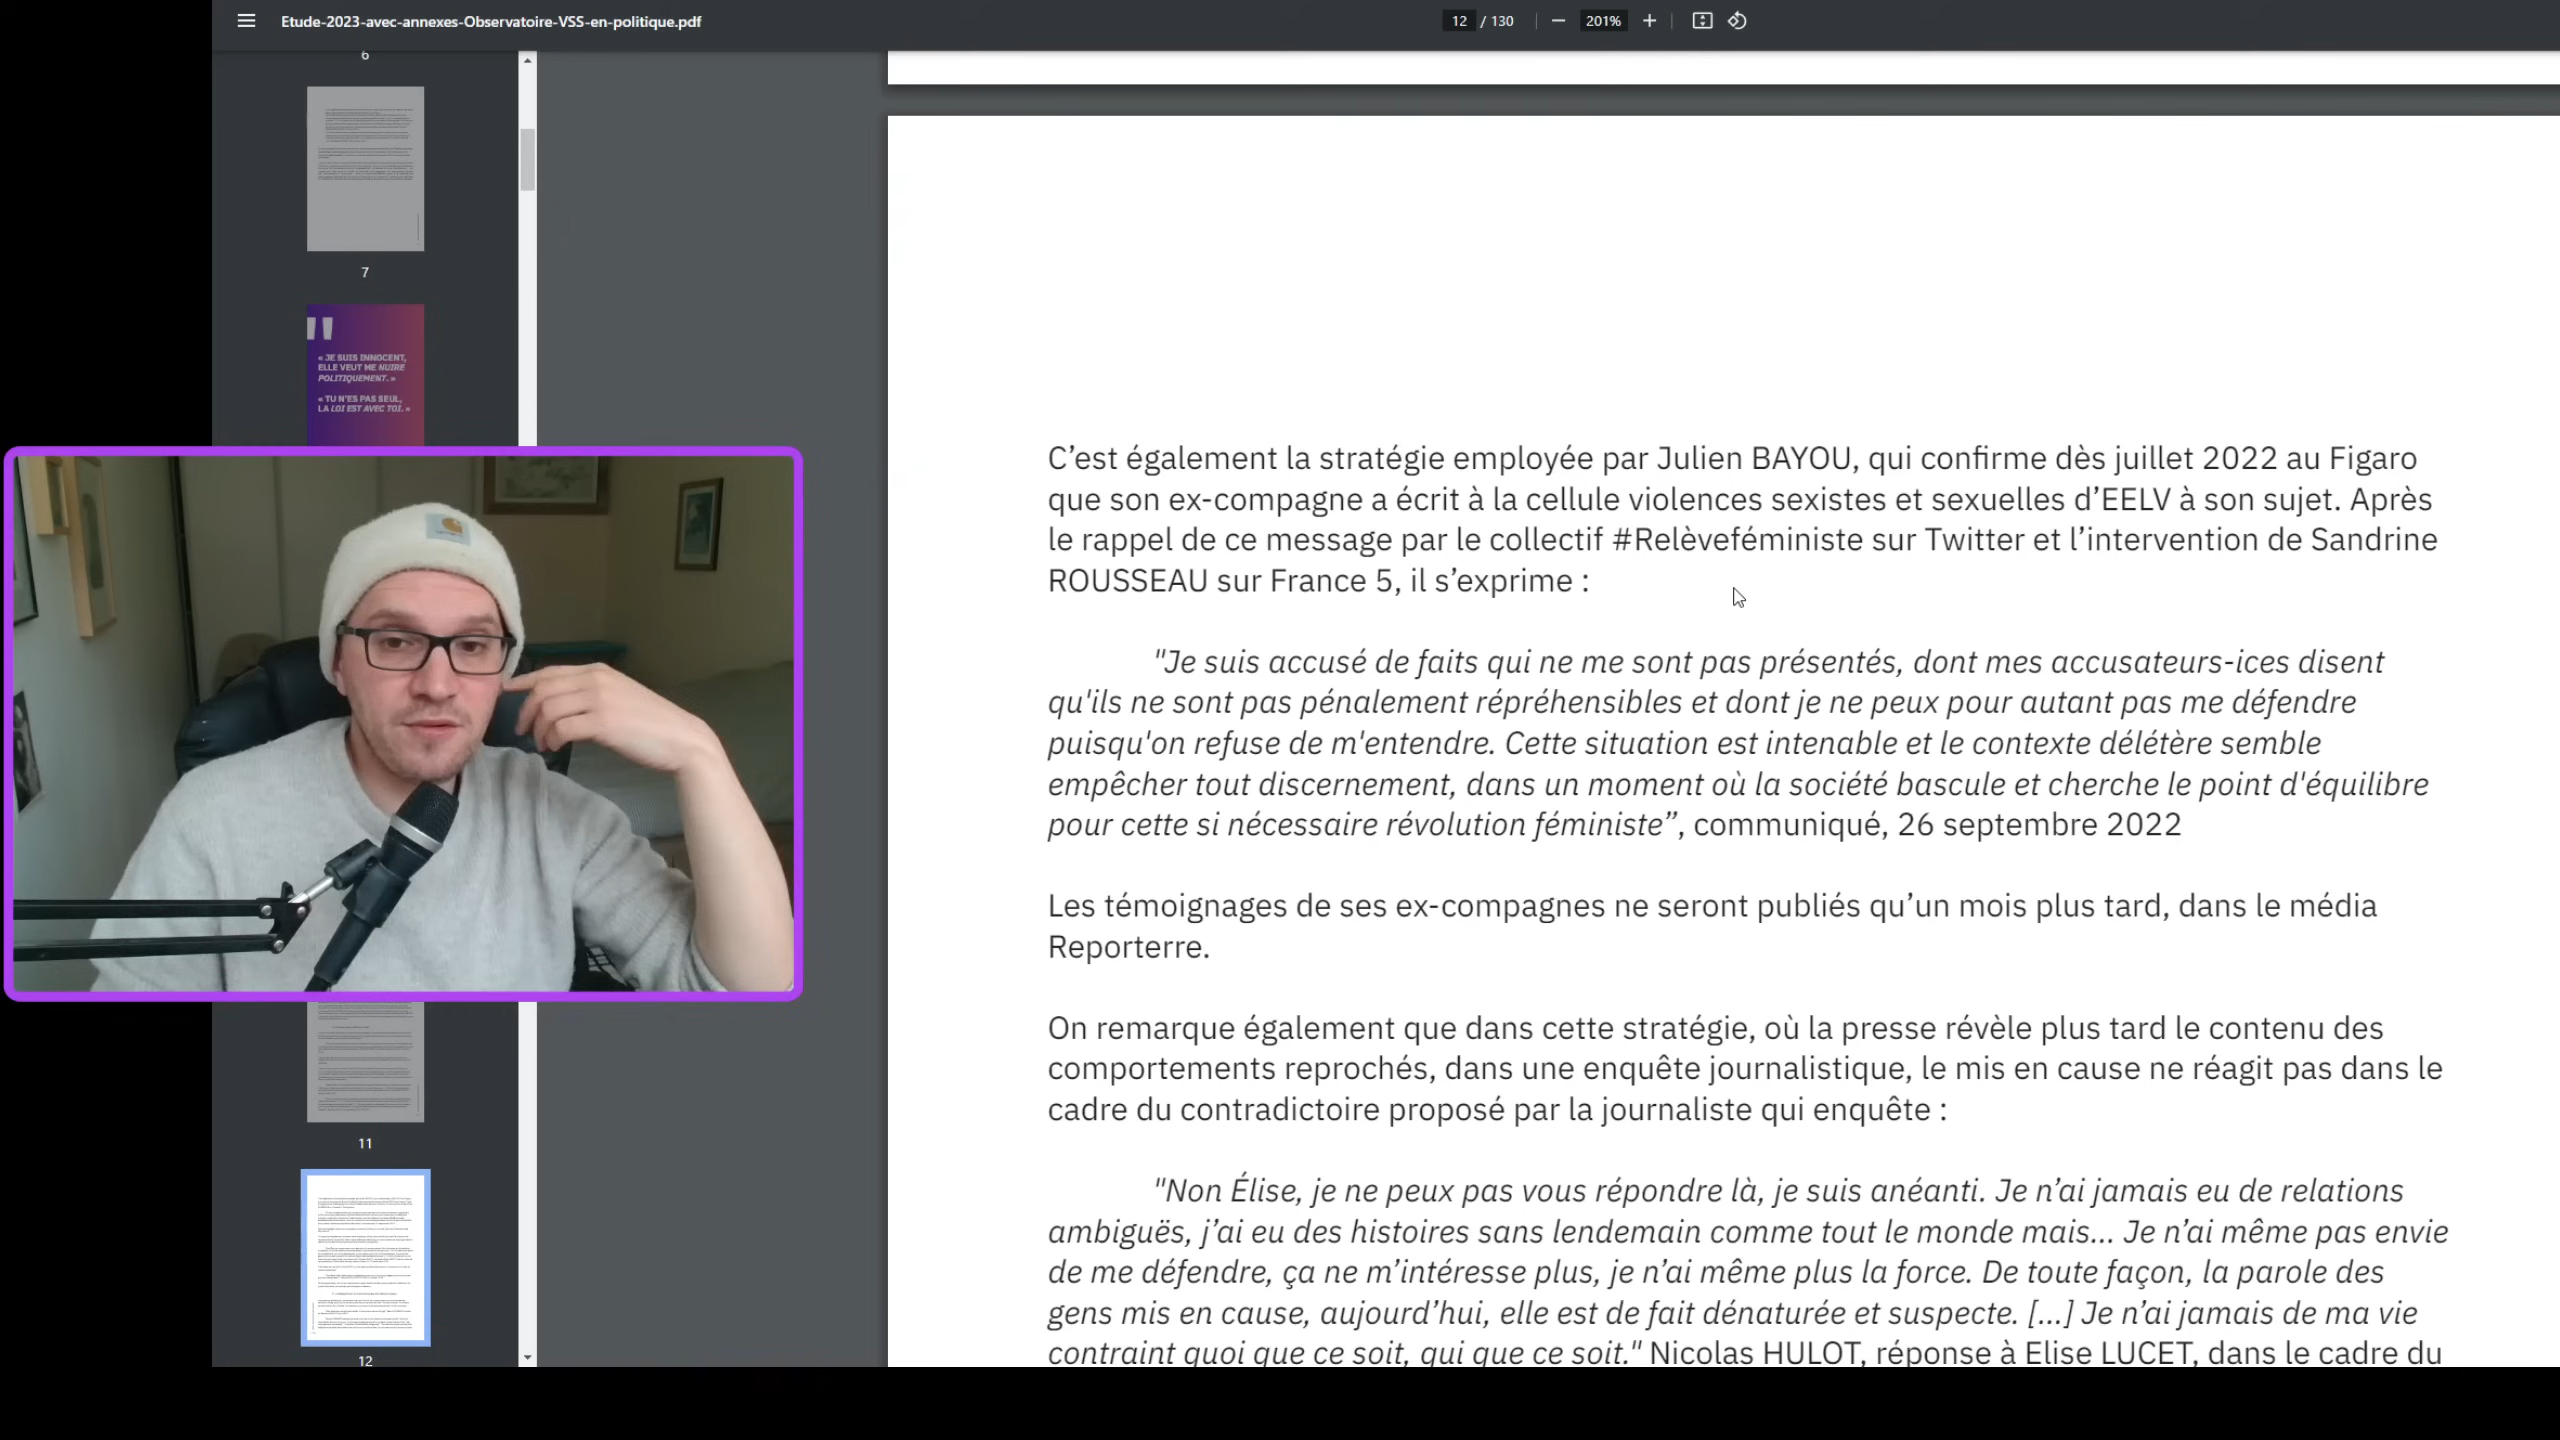 Etude-2023-avec-annexes-Observatoire-VSS-en-politique.pdf
12 / 130
201%
6
7
« JE SUIS INNOCENT,
ELLE VEUT ME NUIRE
POLITIQUEMENT. »
« TU N'ES PAS SEUL,
LA LOI EST AVEC TOI. »
11
12
C’est également la stratégie employée par Julien BAYOU, qui confirme dès juillet 2022 au Figaro
que son ex-compagne a écrit à la cellule violences sexistes et sexuelles d’EELV à son sujet. Après
le rappel de ce message par le collectif #Relèveféministe sur Twitter et l’intervention de Sandrine
ROUSSEAU sur France 5, il s’exprime :
"Je suis accusé de faits qui ne me sont pas présentés, dont mes accusateurs-ices disent
qu'ils ne sont pas pénalement répréhensibles et dont je ne peux pour autant pas me défendre
puisqu'on refuse de m'entendre. Cette situation est intenable et le contexte délétère semble
empêcher tout discernement, dans un moment où la société bascule et cherche le point d'équilibre
pour cette si nécessaire révolution féministe”, communiqué, 26 septembre 2022
Les témoignages de ses ex-compagnes ne seront publiés qu’un mois plus tard, dans le média
Reporterre.
On remarque également que dans cette stratégie, où la presse révèle plus tard le contenu des
comportements reprochés, dans une enquête journalistique, le mis en cause ne réagit pas dans le
cadre du contradictoire proposé par la journaliste qui enquête :
"Non Élise, je ne peux pas vous répondre là, je suis anéanti. Je n’ai jamais eu de relations
ambiguës, j’ai eu des histoires sans lendemain comme tout le monde mais... Je n’ai même pas envie
de me défendre, ça ne m’intéresse plus, je n’ai même plus la force. De toute façon, la parole des
gens mis en cause, aujourd’hui, elle est de fait dénaturée et suspecte. [...] Je n’ai jamais de ma vie
contraint quoi que ce soit, qui que ce soit." Nicolas HULOT, réponse à Elise LUCET, dans le cadre du